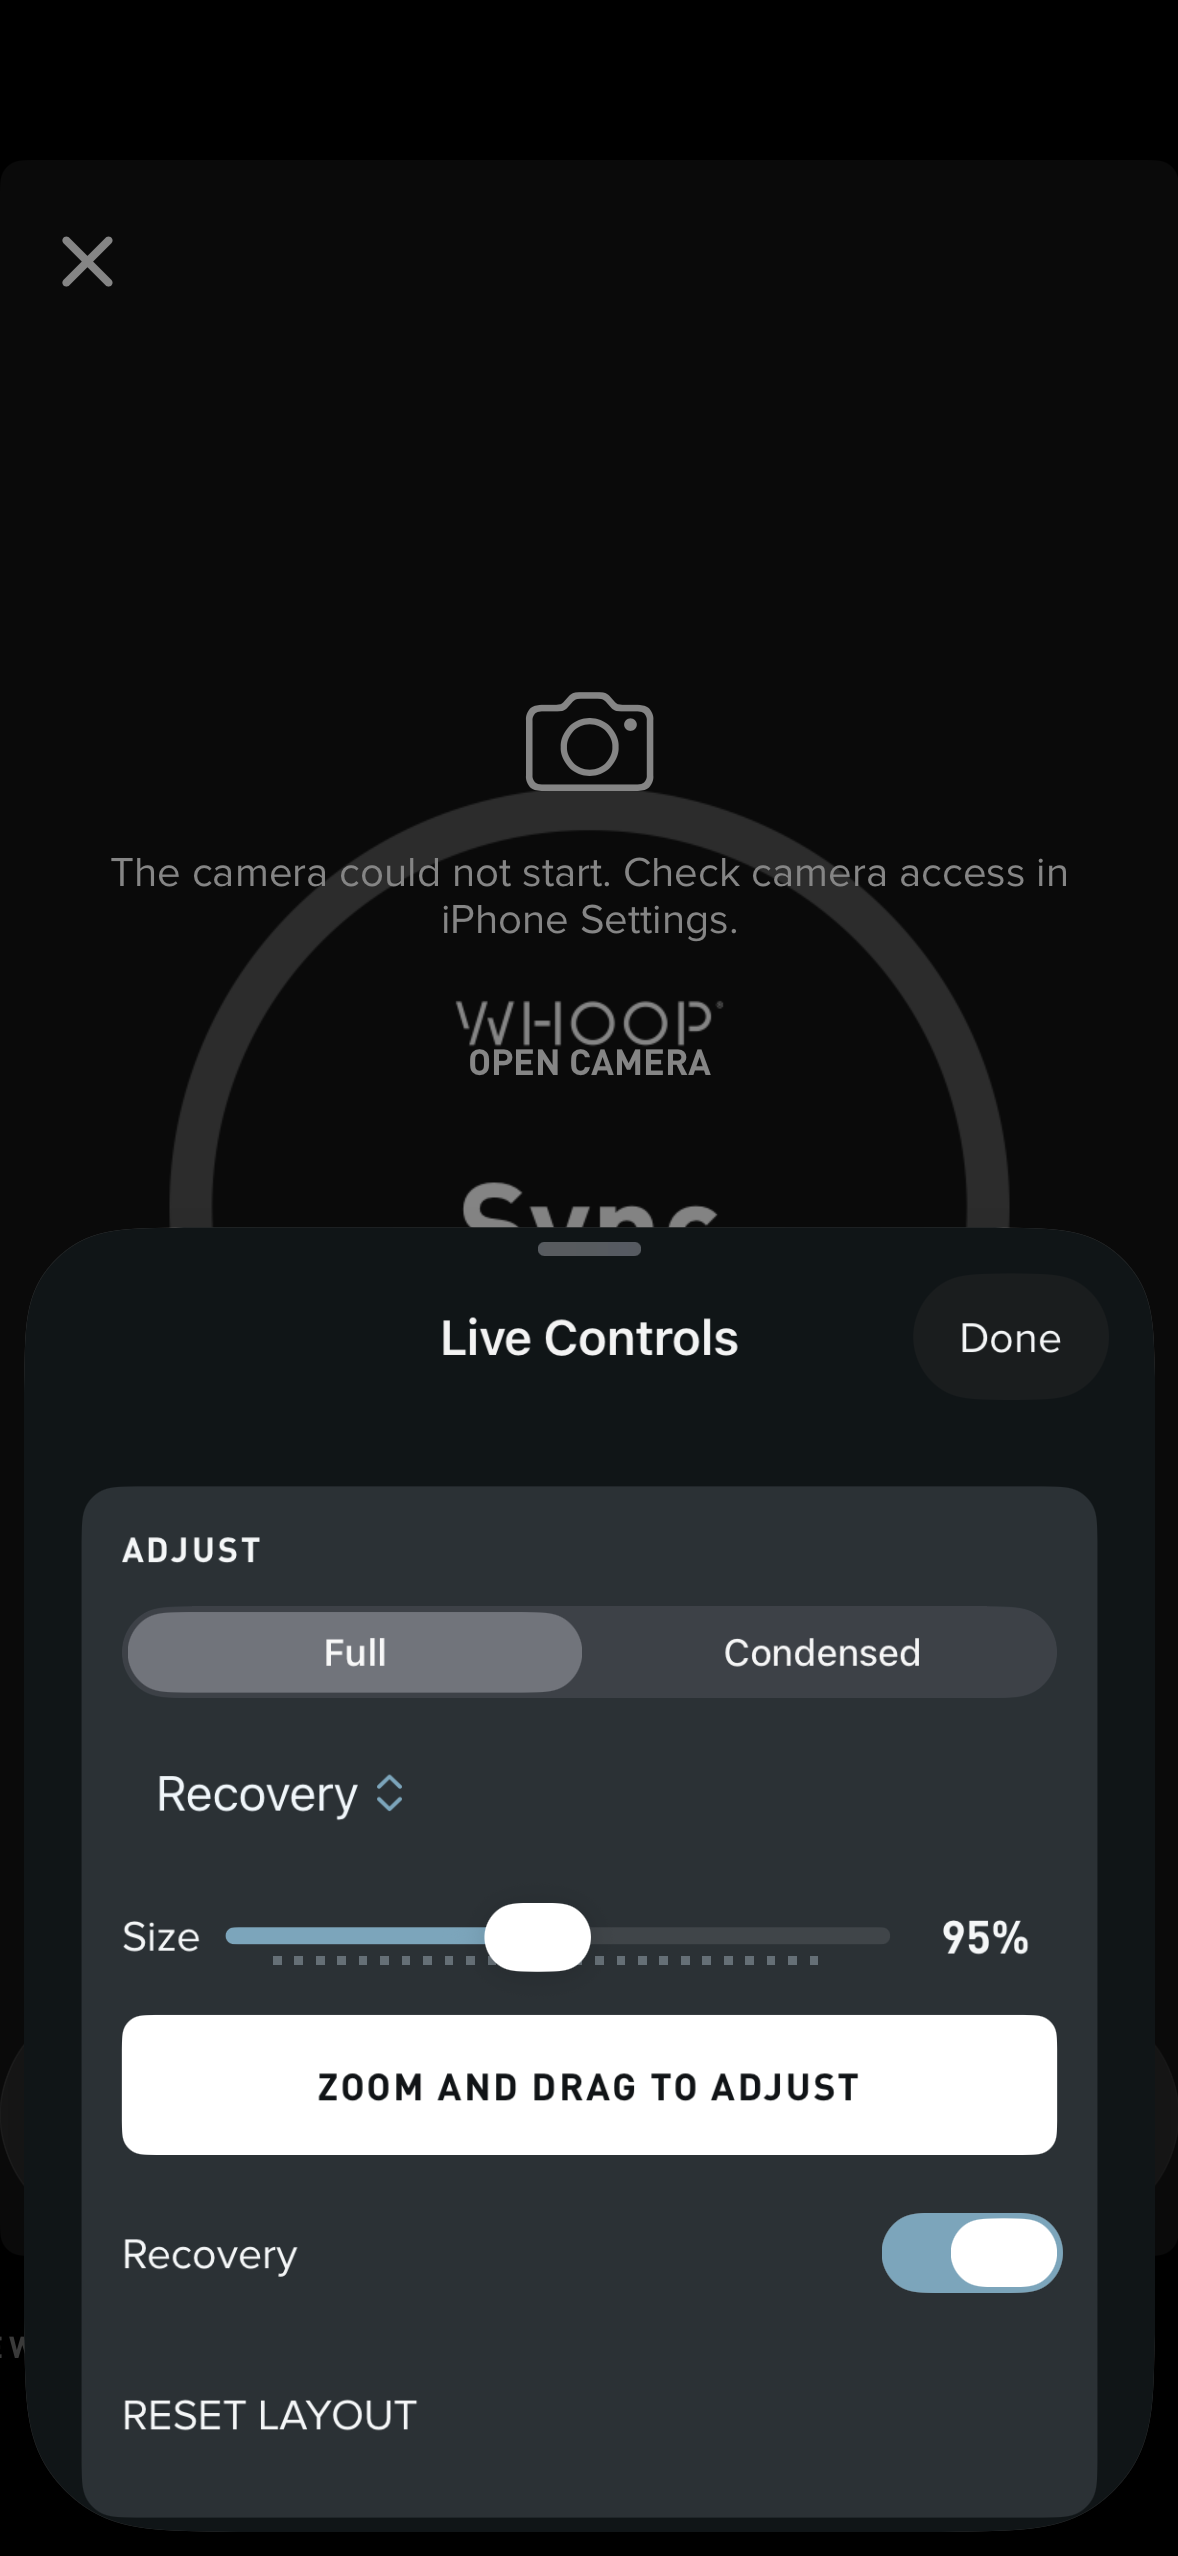 The camera could not start. Check camera access in
iPhone Settings.
WHOOP
OPEN CAMERA
Sync
Live Controls
Done
ADJUST
Full
Condensed
Recovery
Size
95%
ZOOM AND DRAG TO ADJUST
Recovery
RESET LAYOUT